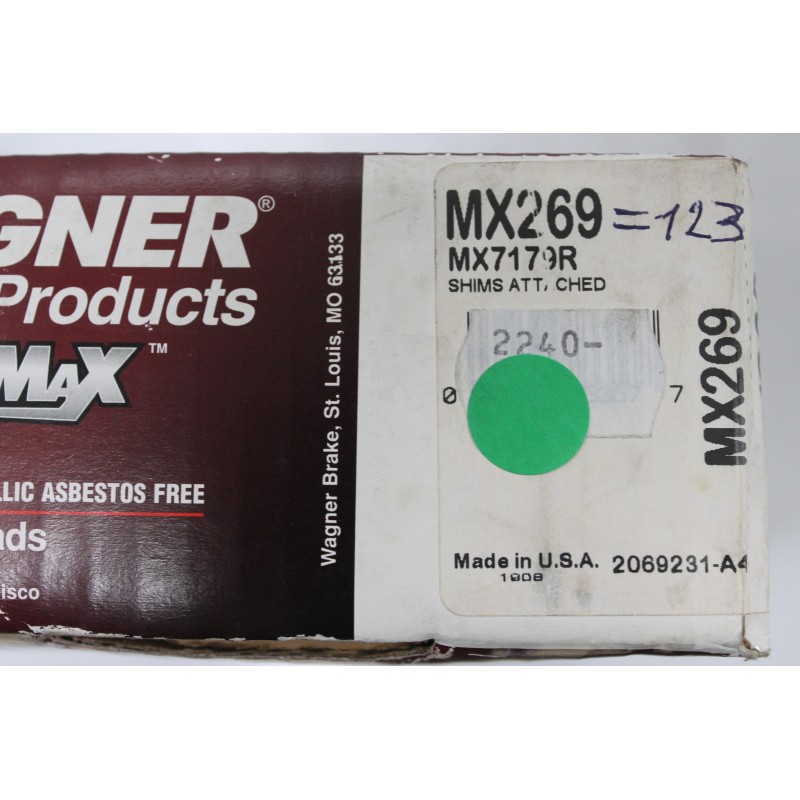 GNER®
Products
MAX™
LLIC ASBESTOS FREE
ads
isco
Wagner Brake, St. Louis, MO 63133
MX269 =123
MX7179R
SHIMS ATTACHED
2240-
0 7
MX269
Made in U.S.A. 2069231-A4